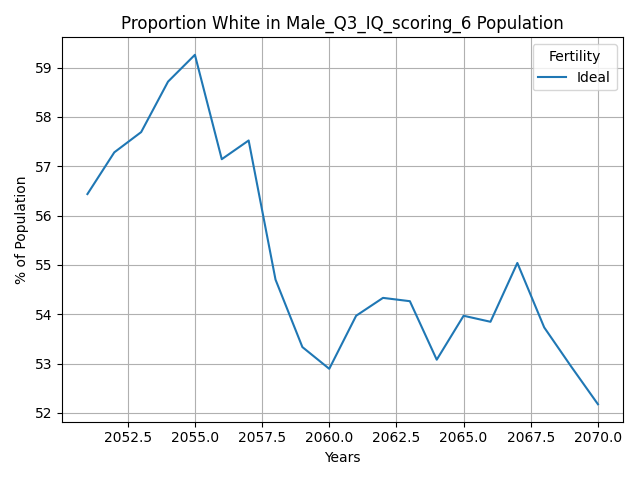 Proportion White in Male_Q3_IQ_scoring_6 Population
Fertility
Ideal
% of Population
59
58
57
56
55
54
53
52
2052.5 2055.0 2057.5 2060.0 2062.5 2065.0 2067.5 2070.0
Years